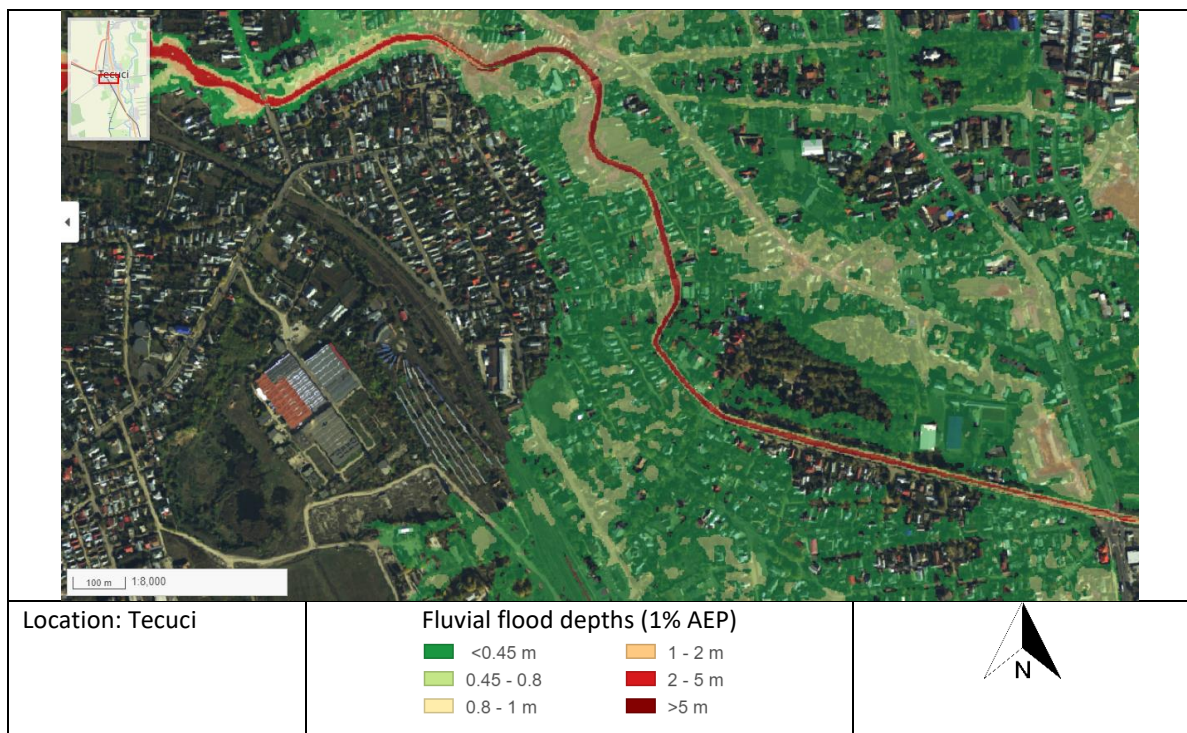 Tecuci
100 m 1:8,000
Location: Tecuci
Fluvial flood depths (1% AEP)
<0.45 m
0.45 - 0.8
0.8 - 1 m
1 - 2 m
2 - 5 m
>5 m
N